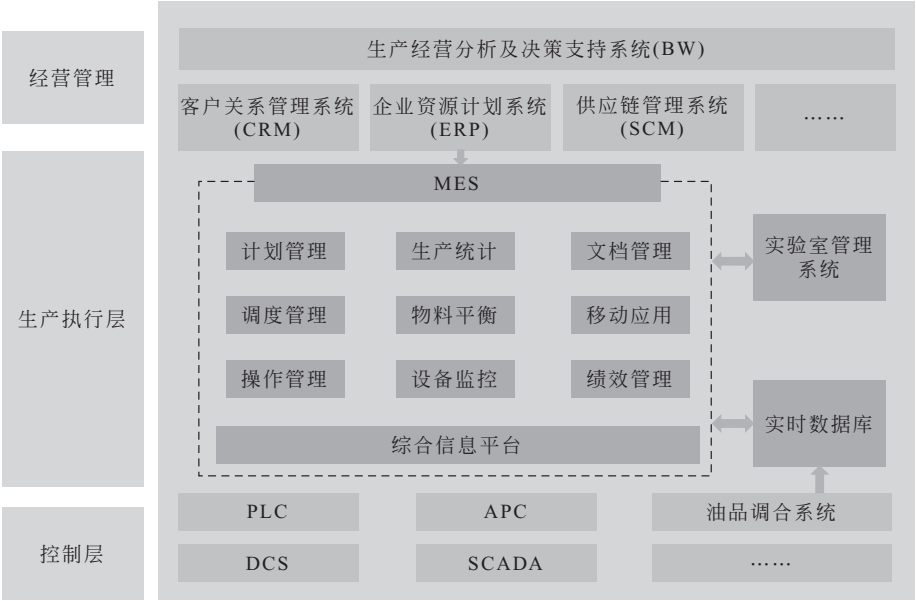 经营管理
生产经营分析及决策支持系统(BW)
客户关系管理系统
(CRM)
企业资源计划系统
(ERP)
供应链管理系统
(SCM)
……
生产执行层
MES
计划管理
生产统计
文档管理
调度管理
物料平衡
移动应用
操作管理
设备监控
绩效管理
综合信息平台
实验室管理
系统
实时数据库
控制层
PLC
APC
油品调合系统
DCS
SCADA
……